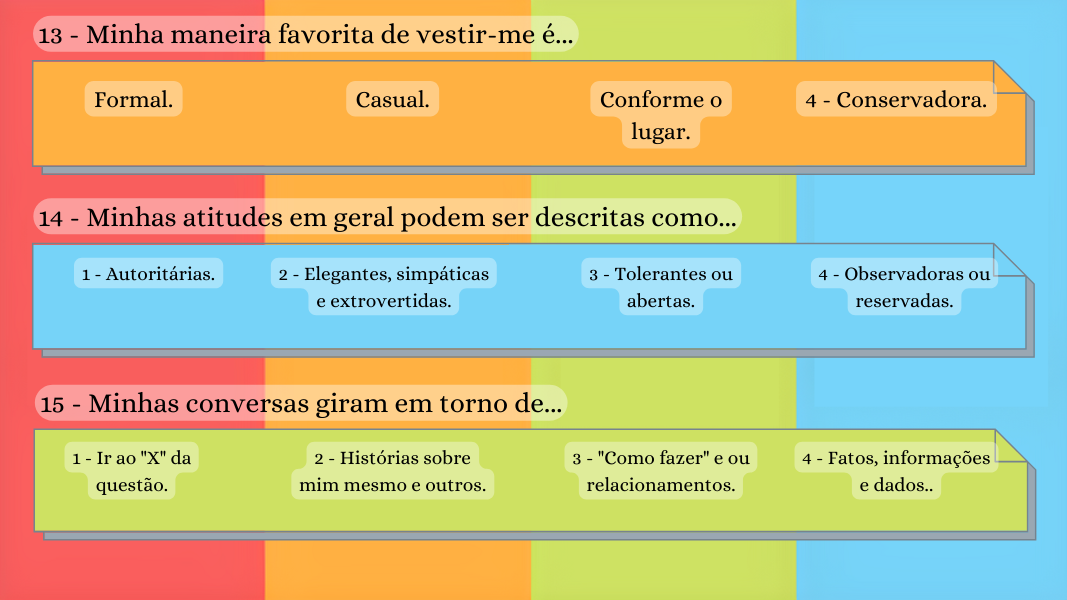 13 - Minha maneira favorita de vestir-me é...
Formal.
Casual.
Conforme o
lugar.
4 - Conservadora.
14 - Minhas atitudes em geral podem ser descritas como...
1 - Autoritárias.
2 - Elegantes, simpáticas
e extrovertidas.
3 - Tolerantes ou
abertas.
4 - Observadoras ou
reservadas.
15 - Minhas conversas giram em torno de...
1 - Ir ao "X" da
questão.
2 - Histórias sobre
mim mesmo e outros.
3 - "Como fazer" e ou
relacionamentos.
4 - Fatos, informações
e dados..